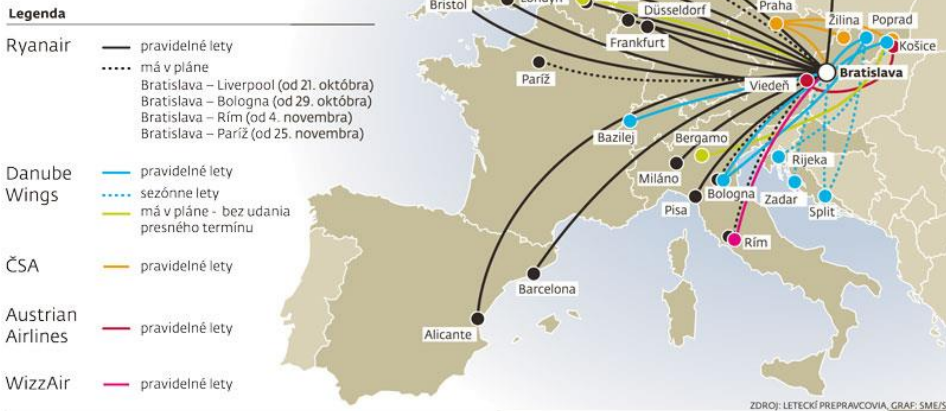 Legenda
Ryanair
pravidelné lety
má v pláne
Bratislava – Liverpool (od 21. októbra)
Bratislava – Bologna (od 29. októbra)
Bratislava – Rím (od 4. novembra)
Bratislava – Paríž (od 25. novembra)
Danube
Wings
pravidelné lety
sezónne lety
má v pláne - bez udania
presného termínu
ČSA
pravidelné lety
Austrian
Airlines
pravidelné lety
WizzAir
pravidelné lety
Bristol
Düsseldorf
Praha
Žilina
Poprad
Frankfurt
Košice
Paríž
Viedeň
Bratislava
Bazilej
Bergamo
Miláno
Rijeka
Bologna
Zadar
Pisa
Split
Rím
Barcelona
Alicante
ZDROJ: LETECKÍ PREPRAVCOVIA, GRAF: SME/S